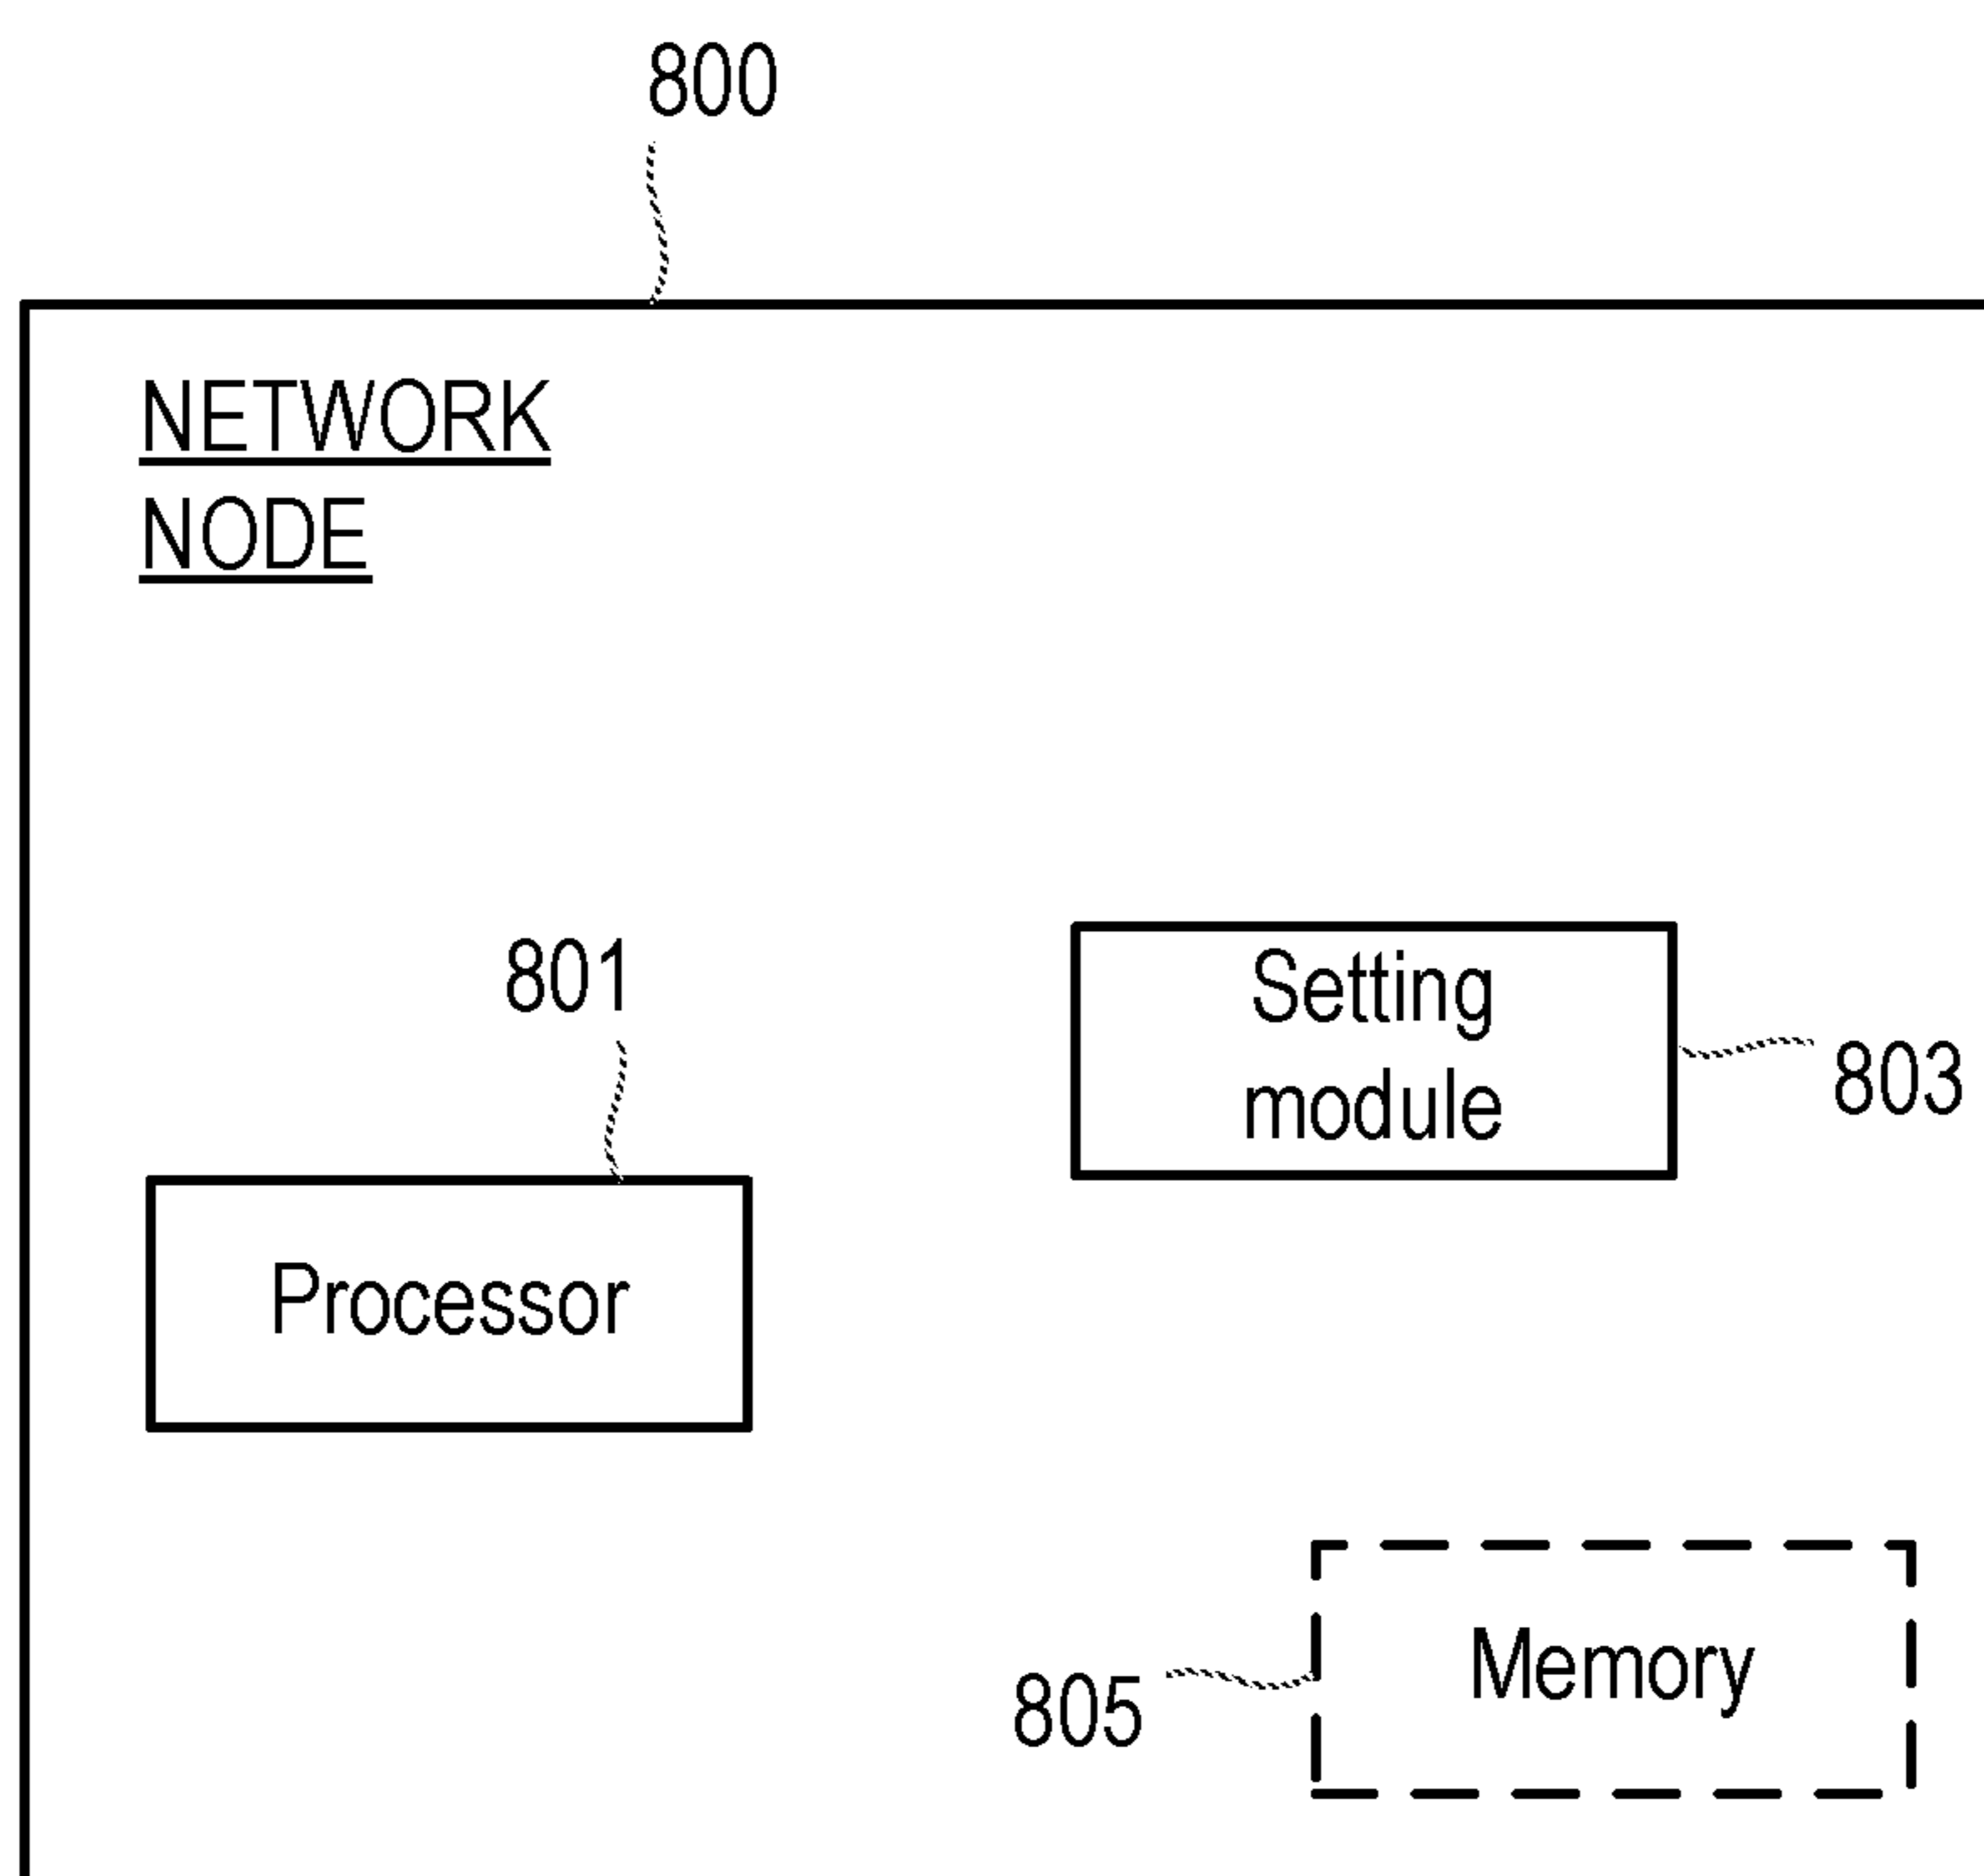 800
NETWORK
NODE
801
Setting
module
803
Processor
Memory
805